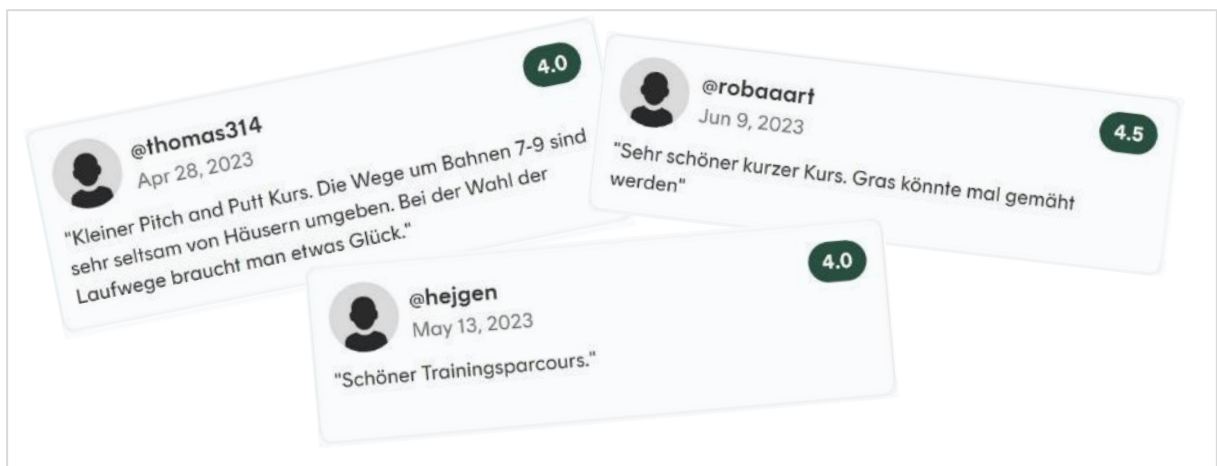 @thomas314
Apr 28, 2023
4.0
"Kleiner Pitch and Putt Kurs. Die Wege um Bahnen 7-9 sind
sehr seltsam von Häusern umgeben. Bei der Wahl der
Laufwege braucht man etwas Glück."
@robaaart
Jun 9, 2023
4.5
"Sehr schöner kurzer Kurs. Gras könnte mal gemäht
werden"
@hejgen
May 13, 2023
4.0
"Schöner Trainingsparcours."